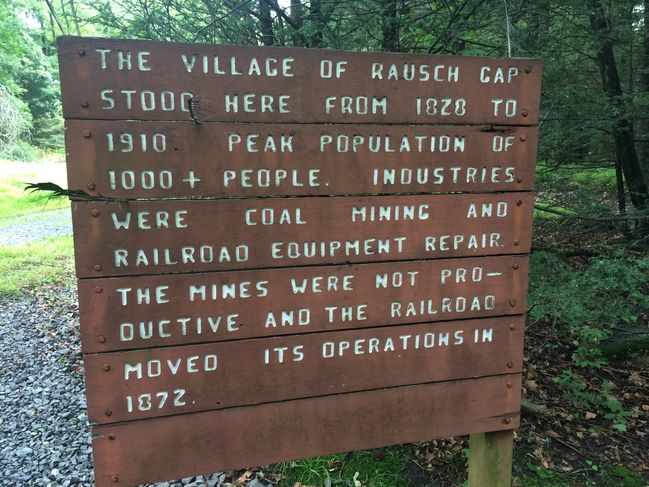 THE VILLAGE OF RAUSCH GAP
STOOD HERE FROM 1828 TO
1910. PEAK POPULATION OF
1000+ PEOPLE. INDUSTRIES
WERE COAL MINING AND
RAILROAD EQUIPMENT REPAIR.
THE MINES WERE NOT PRO-
DUCTIVE AND THE RAILROAD
MOVED ITS OPERATIONS IN
1872.